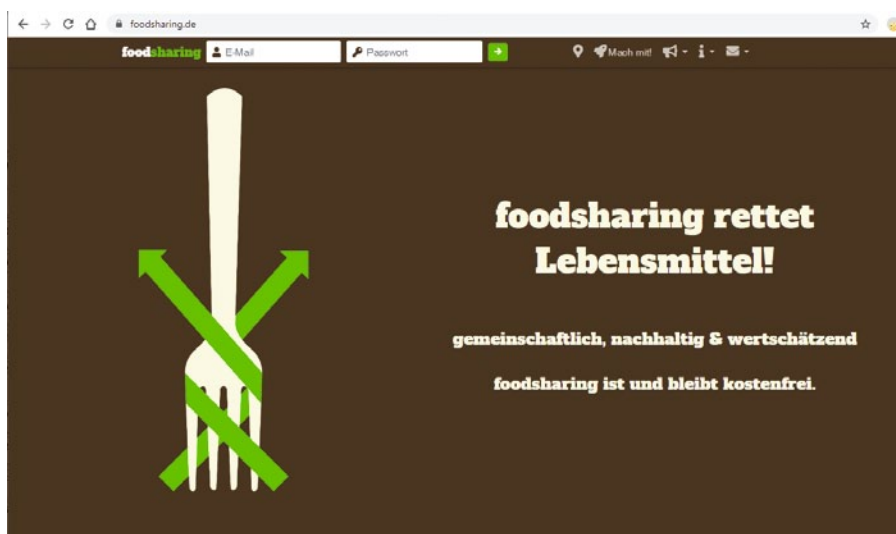 foodsharing.de
foodsharing E-Mail Passwort Mach mit!
foodsharing rettet
Lebensmittel!
gemeinschaftlich, nachhaltig & wertschätzend
foodsharing ist und bleibt kostenfrei.